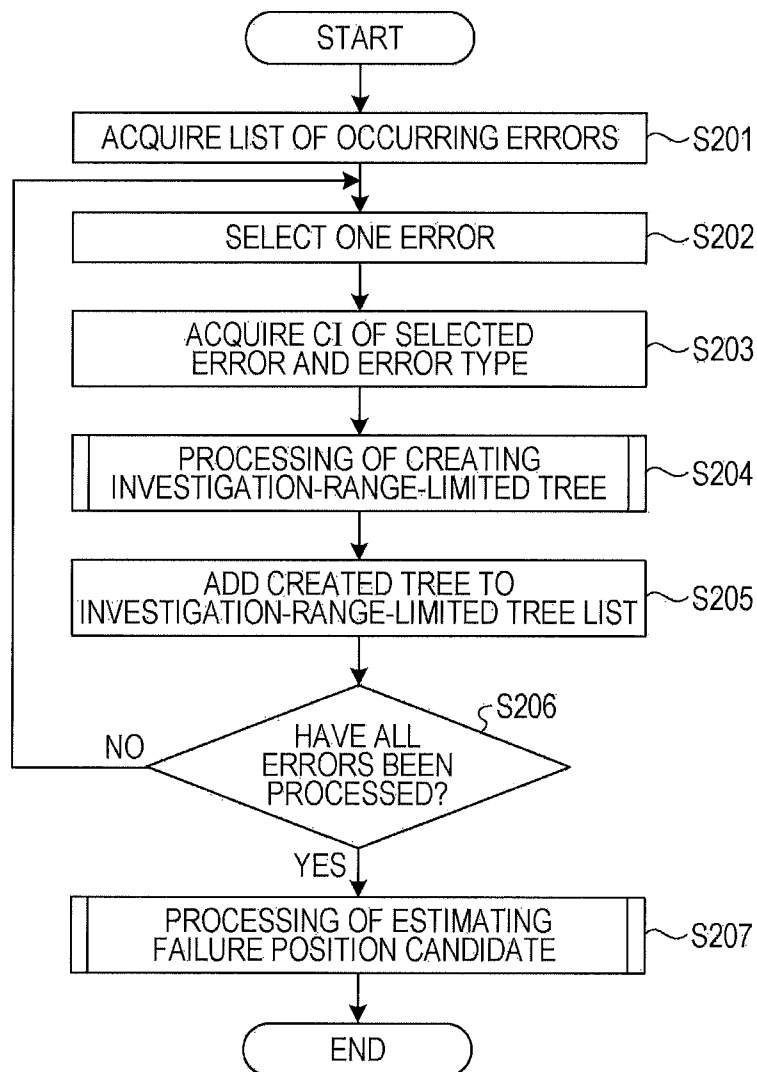 START
ACQUIRE LIST OF OCCURRING ERRORS
S201
SELECT ONE ERROR
S202
ACQUIRE CI OF SELECTED
ERROR AND ERROR TYPE
S203
PROCESSING OF CREATING
INVESTIGATION-RANGE-LIMITED TREE
S204
ADD CREATED TREE TO
INVESTIGATION-RANGE-LIMITED TREE LIST
S205
S206
HAVE ALL
ERRORS BEEN
PROCESSED?
NO
YES
PROCESSING OF ESTIMATING
FAILURE POSITION CANDIDATE
S207
END